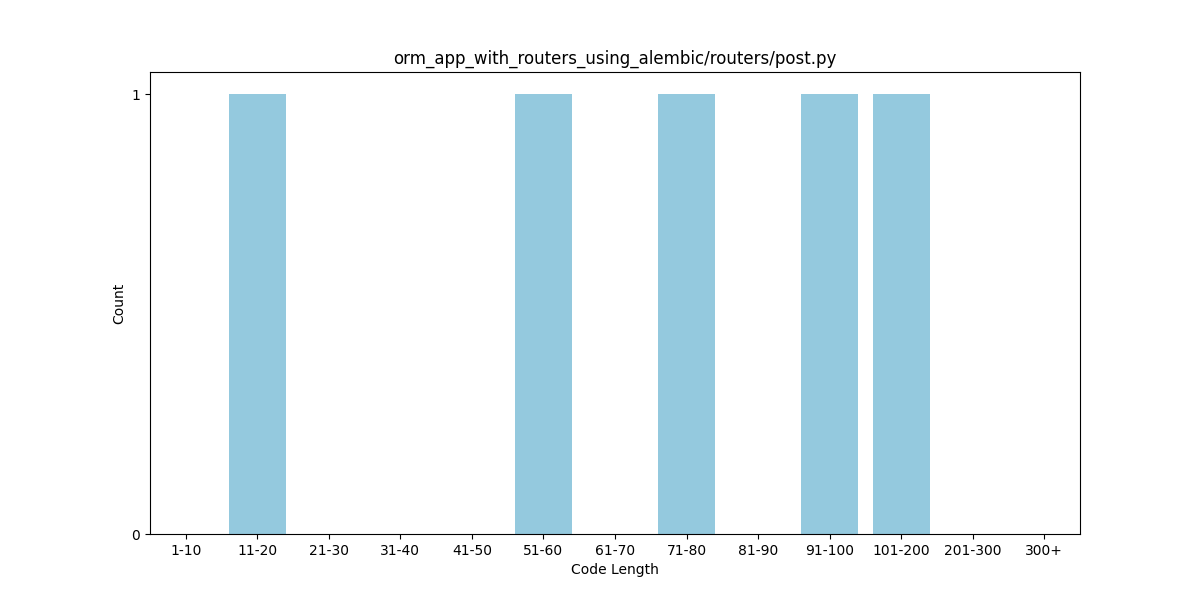 orm_app_with_routers_using_alembic/routers/post.py
Count
1
0
1-10 11-20 21-30 31-40 41-50 51-60 61-70 71-80 81-90 91-100 101-200 201-300 300+
Code Length